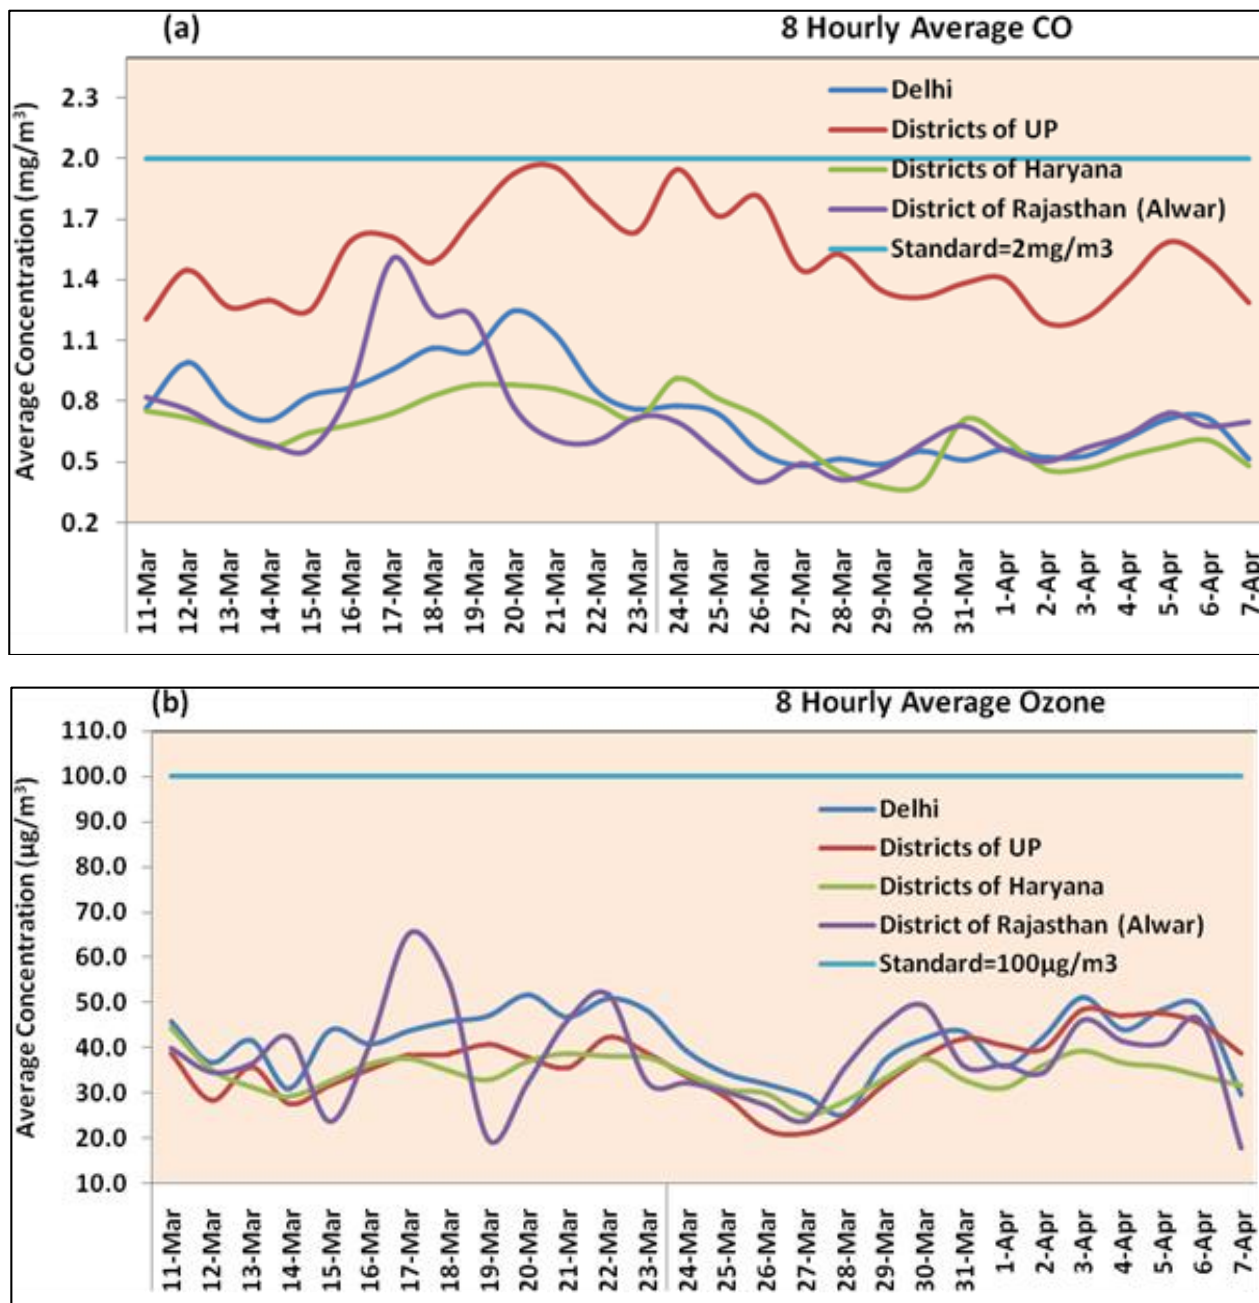 (a) 8 Hourly Average CO
Average Concentration (mg/m³)
2.3
2.0
1.7
1.4
1.1
0.8
0.5
0.2
Delhi
Districts of UP
Districts of Haryana
District of Rajasthan (Alwar)
Standard=2mg/m3
11-Mar 12-Mar 13-Mar 14-Mar 15-Mar 16-Mar 17-Mar 18-Mar 19-Mar 20-Mar 21-Mar 22-Mar 23-Mar 24-Mar 25-Mar 26-Mar 27-Mar 28-Mar 29-Mar 30-Mar 31-Mar 1-Apr 2-Apr 3-Apr 4-Apr 5-Apr 6-Apr 7-Apr
(b) 8 Hourly Average Ozone
Average Concentration (µg/m³)
110.0
100.0
90.0
80.0
70.0
60.0
50.0
40.0
30.0
20.0
10.0
Delhi
Districts of UP
Districts of Haryana
District of Rajasthan (Alwar)
Standard=100µg/m3
11-Mar 12-Mar 13-Mar 14-Mar 15-Mar 16-Mar 17-Mar 18-Mar 19-Mar 20-Mar 21-Mar 22-Mar 23-Mar 24-Mar 25-Mar 26-Mar 27-Mar 28-Mar 29-Mar 30-Mar 31-Mar 1-Apr 2-Apr 3-Apr 4-Apr 5-Apr 6-Apr 7-Apr